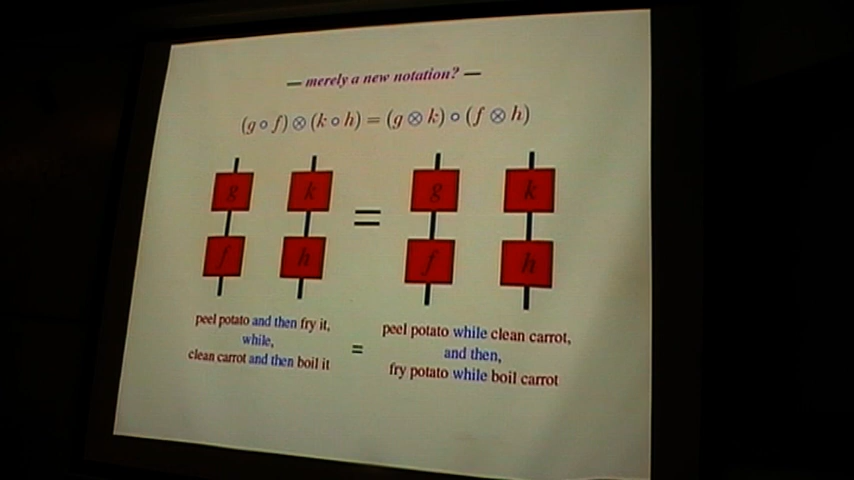 — merely a new notation? —
(g ∘ f) ⊗ (k ∘ h) = (g ⊗ k) ∘ (f ⊗ h)
g k = g k
f h f h
peel potato and then fry it,
while,
clean carrot and then boil it
=
peel potato while clean carrot,
and then,
fry potato while boil carrot